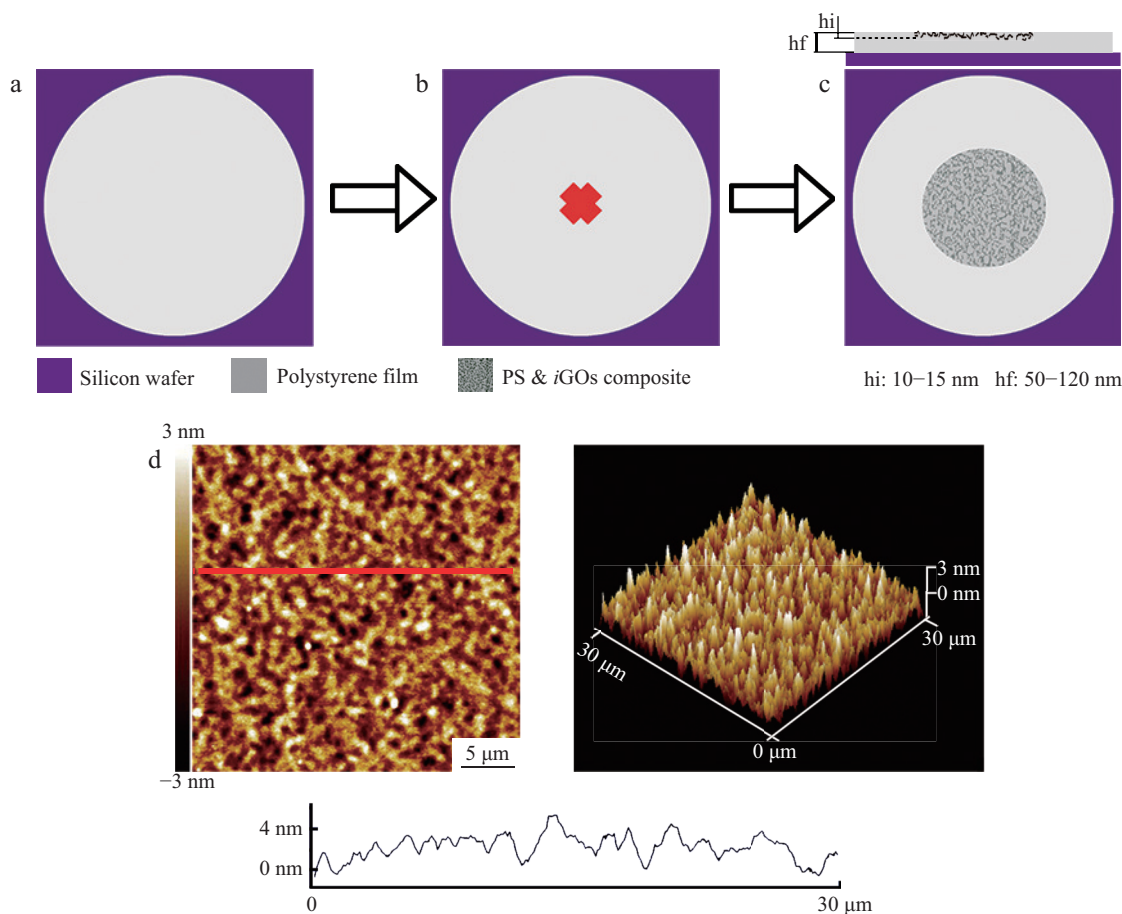 hi
hf
a
b
c
Silicon wafer
Polystyrene film
PS & iGOs composite
hi: 10−15 nm hf: 50−120 nm
3 nm
d
5 μm
−3 nm
3 nm
0 nm
30 μm
30 μm
0 μm
4 nm
0 nm
0
30 μm